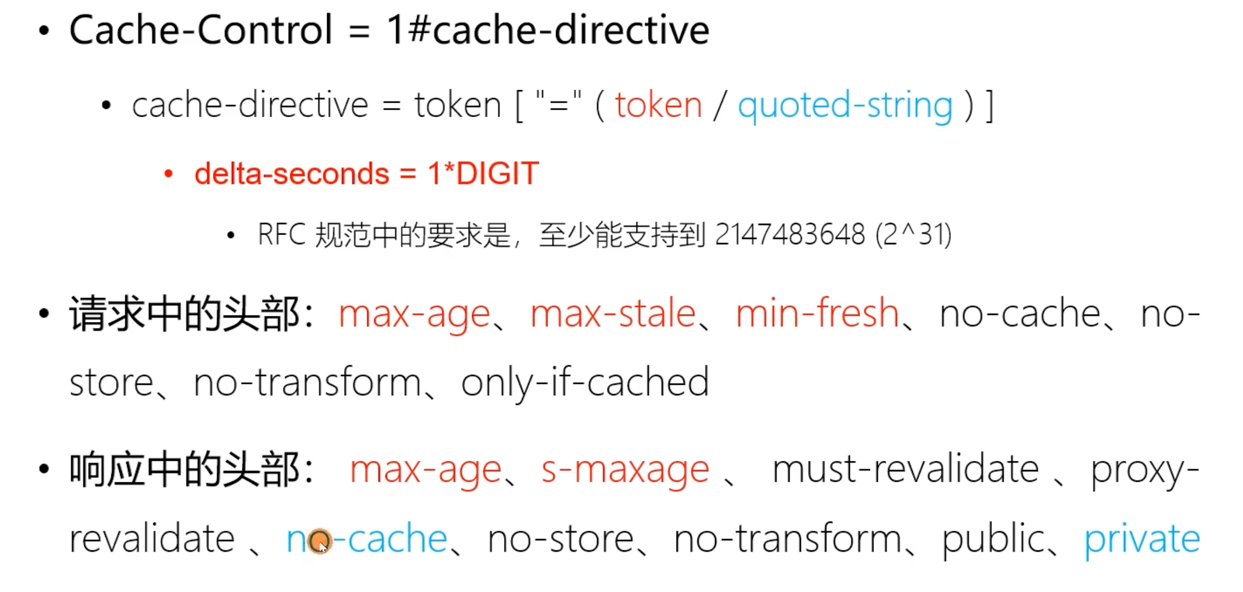 • Cache-Control = 1#cache-directive
• cache-directive = token [ "=" ( token / quoted-string ) ]
• delta-seconds = 1*DIGIT
• RFC 规范中的要求是，至少能支持到 2147483648 (2^31)
• 请求中的头部：max-age、max-stale、min-fresh、no-cache、no-
store、no-transform、only-if-cached
• 响应中的头部： max-age、s-maxage 、 must-revalidate 、proxy-
revalidate 、no-cache、no-store、no-transform、public、private